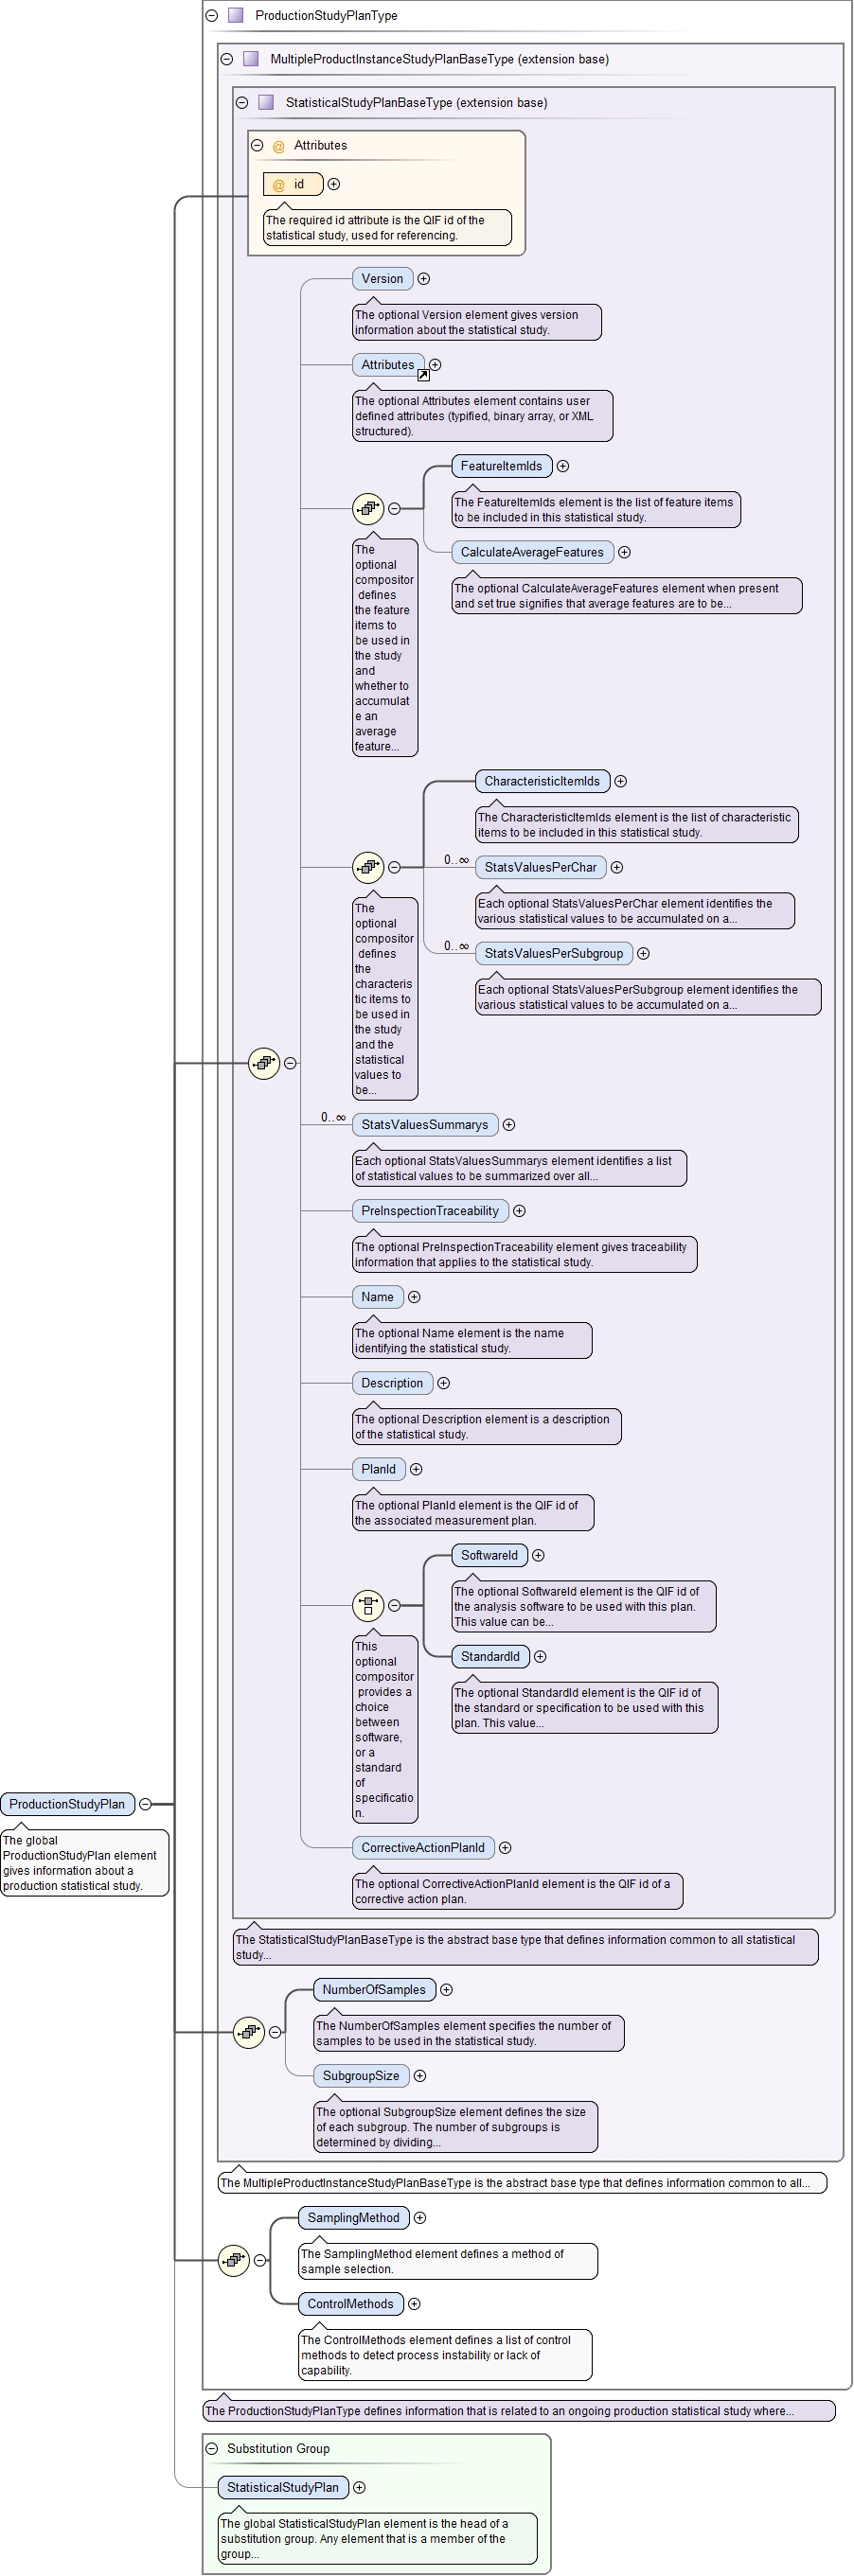 ProductionStudyPlanType
MultipleProductInstanceStudyPlanBaseType (extension base)
StatisticalStudyPlanBaseType (extension base)
@ Attributes
@ id
The required id attribute is the QIF id of the
statistical study, used for referencing.
Version
The optional Version element gives version
information about the statistical study.
Attributes
The optional Attributes element contains user
defined attributes (typified, binary array, or XML
structured).
FeatureItemIds
The FeatureItemIds element is the list of feature items
to be included in this statistical study.
CalculateAverageFeatures
The optional CalculateAverageFeatures element when present
and set true signifies that average features are to be...
The
optional
compositor
defines
the feature
items to
be used in
the study
and
whether to
accumulat
e an
average
feature...
CharacteristicItemIds
The CharacteristicItemIds element is the list of characteristic
items to be included in this statistical study.
0..∞
StatsValuesPerChar
Each optional StatsValuesPerChar element identifies the
various statistical values to be accumulated on a...
0..∞
StatsValuesPerSubgroup
Each optional StatsValuesPerSubgroup element identifies the
various statistical values to be accumulated on a...
The
optional
compositor
defines
the
characteris
tic items to
be used in
the study
and the
statistical
values to
be...
0..∞
StatsValuesSummarys
Each optional StatsValuesSummarys element identifies a list
of statistical values to be summarized over all...
PreInspectionTraceability
The optional PreInspectionTraceability element gives traceability
information that applies to the statistical study.
Name
The optional Name element is the name
identifying the statistical study.
Description
The optional Description element is a description
of the statistical study.
PlanId
The optional PlanId element is the QIF id of
the associated measurement plan.
SoftwareId
The optional SoftwareId element is the QIF id of
the analysis software to be used with this plan.
This value can be...
StandardId
The optional StandardId element is the QIF id of
the standard or specification to be used with this
plan. This value...
This
optional
compositor
provides a
choice
between
software,
or a
standard
of
specificatio
n.
ProductionStudyPlan
The global
ProductionStudyPlan element
gives information about a
production statistical study.
CorrectiveActionPlanId
The optional CorrectiveActionPlanId element is the QIF id of a
corrective action plan.
The StatisticalStudyPlanBaseType is the abstract base type that defines information common to all statistical
study...
NumberOfSamples
The NumberOfSamples element specifies the number of
samples to be used in the statistical study.
SubgroupSize
The optional SubgroupSize element defines the size
of each subgroup. The number of subgroups is
determined by dividing...
The MultipleProductInstanceStudyPlanBaseType is the abstract base type that defines information common to all...
SamplingMethod
The SamplingMethod element defines a method of
sample selection.
ControlMethods
The ControlMethods element defines a list of control
methods to detect process instability or lack of
capability.
The ProductionStudyPlanType defines information that is related to an ongoing production statistical study where...
Substitution Group
StatisticalStudyPlan
The global StatisticalStudyPlan element is the head of a
substitution group. Any element that is a member of the
group...